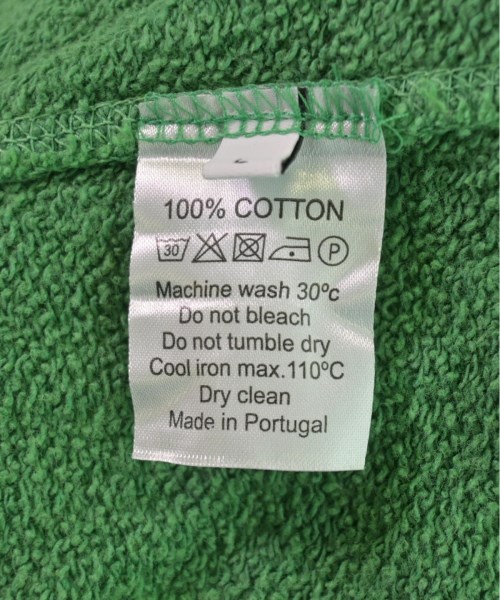 100% COTTON
30 P
Machine wash 30ºc
Do not bleach
Do not tumble dry
Cool iron max.110ºC
Dry clean
Made in Portugal